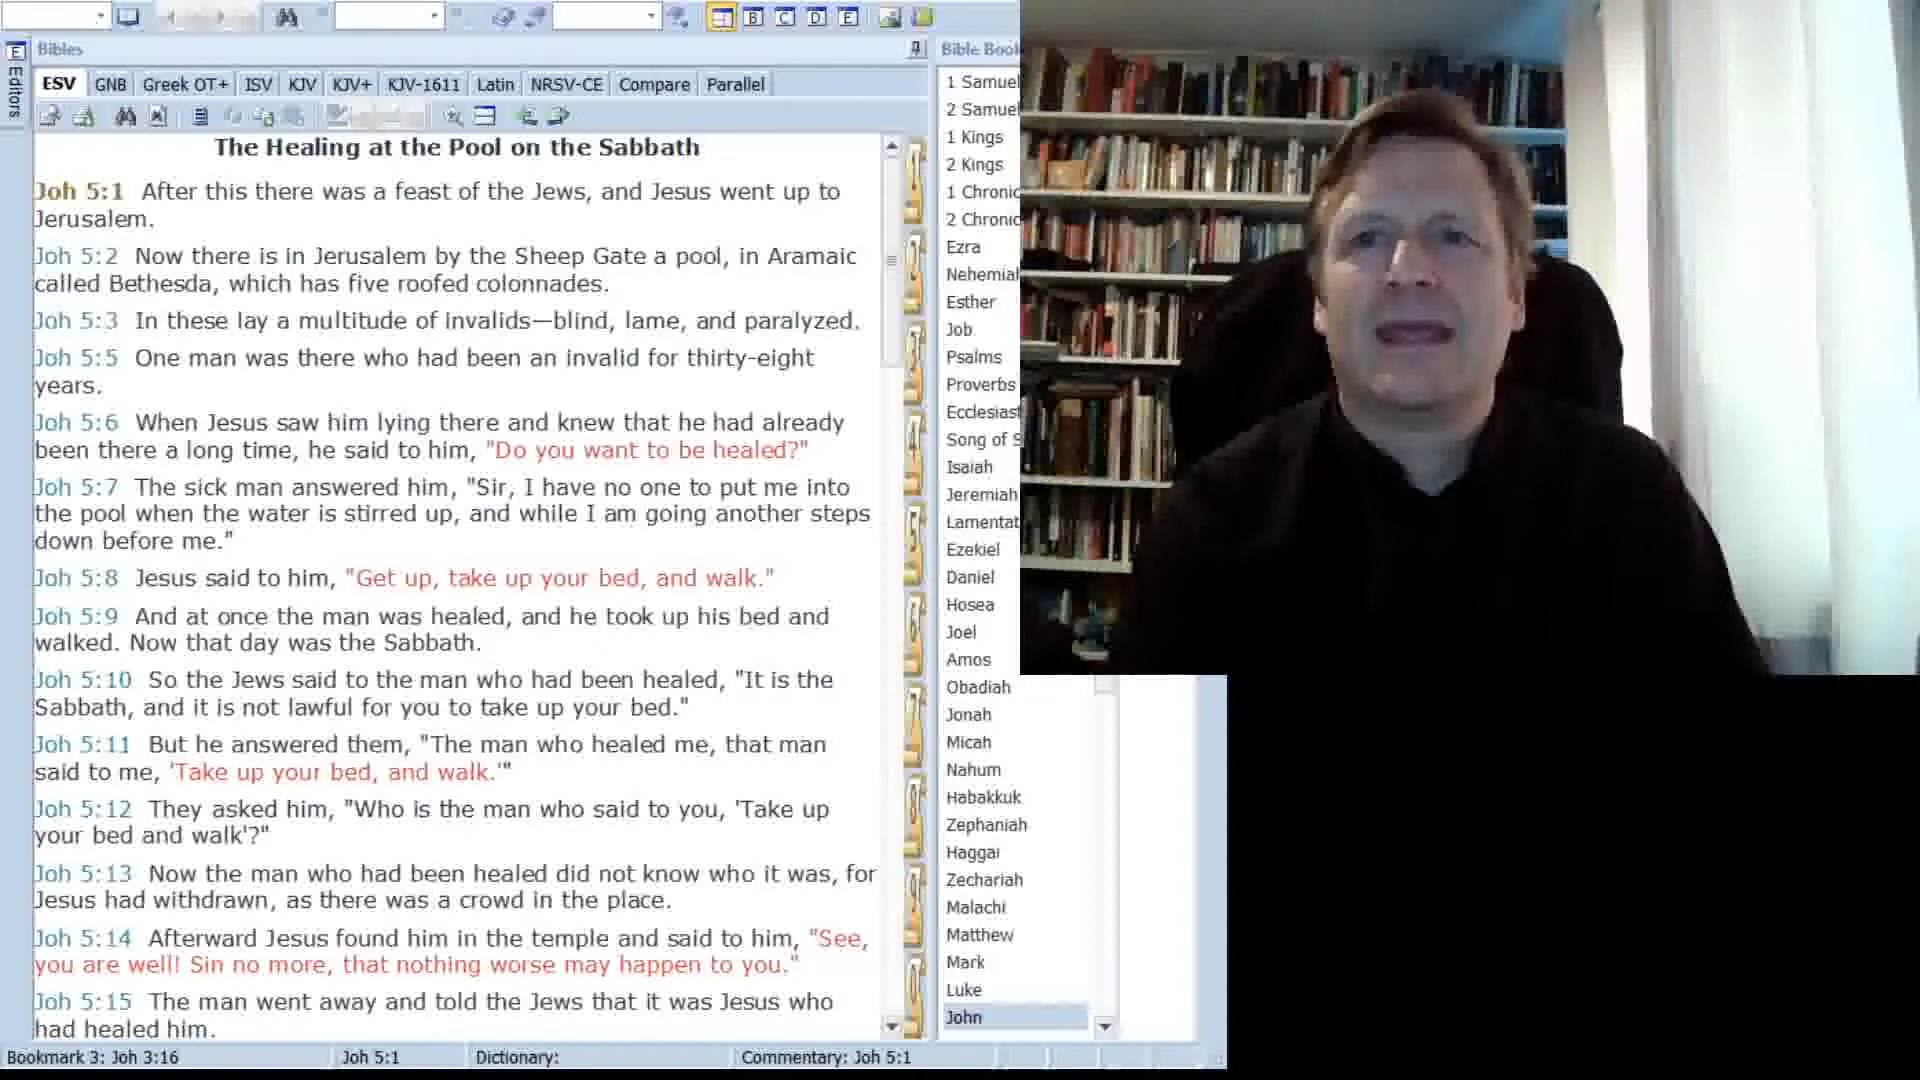 B C D E
E Editors
Bibles
ESV GNB Greek OT+ ISV KJV KJV+ KJV-1611 Latin NRSV-CE Compare Parallel
The Healing at the Pool on the Sabbath
Joh 5:1 After this there was a feast of the Jews, and Jesus went up to
Jerusalem.
Joh 5:2 Now there is in Jerusalem by the Sheep Gate a pool, in Aramaic
called Bethesda, which has five roofed colonnades.
Joh 5:3 In these lay a multitude of invalids—blind, lame, and paralyzed.
Joh 5:5 One man was there who had been an invalid for thirty-eight
years.
Joh 5:6 When Jesus saw him lying there and knew that he had already
been there a long time, he said to him, "Do you want to be healed?"
Joh 5:7 The sick man answered him, "Sir, I have no one to put me into
the pool when the water is stirred up, and while I am going another steps
down before me."
Joh 5:8 Jesus said to him, "Get up, take up your bed, and walk."
Joh 5:9 And at once the man was healed, and he took up his bed and
walked. Now that day was the Sabbath.
Joh 5:10 So the Jews said to the man who had been healed, "It is the
Sabbath, and it is not lawful for you to take up your bed."
Joh 5:11 But he answered them, "The man who healed me, that man
said to me, 'Take up your bed, and walk.'"
Joh 5:12 They asked him, "Who is the man who said to you, 'Take up
your bed and walk'?"
Joh 5:13 Now the man who had been healed did not know who it was, for
Jesus had withdrawn, as there was a crowd in the place.
Joh 5:14 Afterward Jesus found him in the temple and said to him, "See,
you are well! Sin no more, that nothing worse may happen to you."
Joh 5:15 The man went away and told the Jews that it was Jesus who
had healed him.
Bible Book
1 Samuel
2 Samuel
1 Kings
2 Kings
1 Chronic
2 Chronic
Ezra
Nehemiah
Esther
Job
Psalms
Proverbs
Ecclesiast
Song of S
Isaiah
Jeremiah
Lamentat
Ezekiel
Daniel
Hosea
Joel
Amos
Obadiah
Jonah
Micah
Nahum
Habakkuk
Zephaniah
Haggai
Zechariah
Malachi
Matthew
Mark
Luke
John
Bookmark 3: Joh 3:16 Joh 5:1 Dictionary: Commentary: Joh 5:1